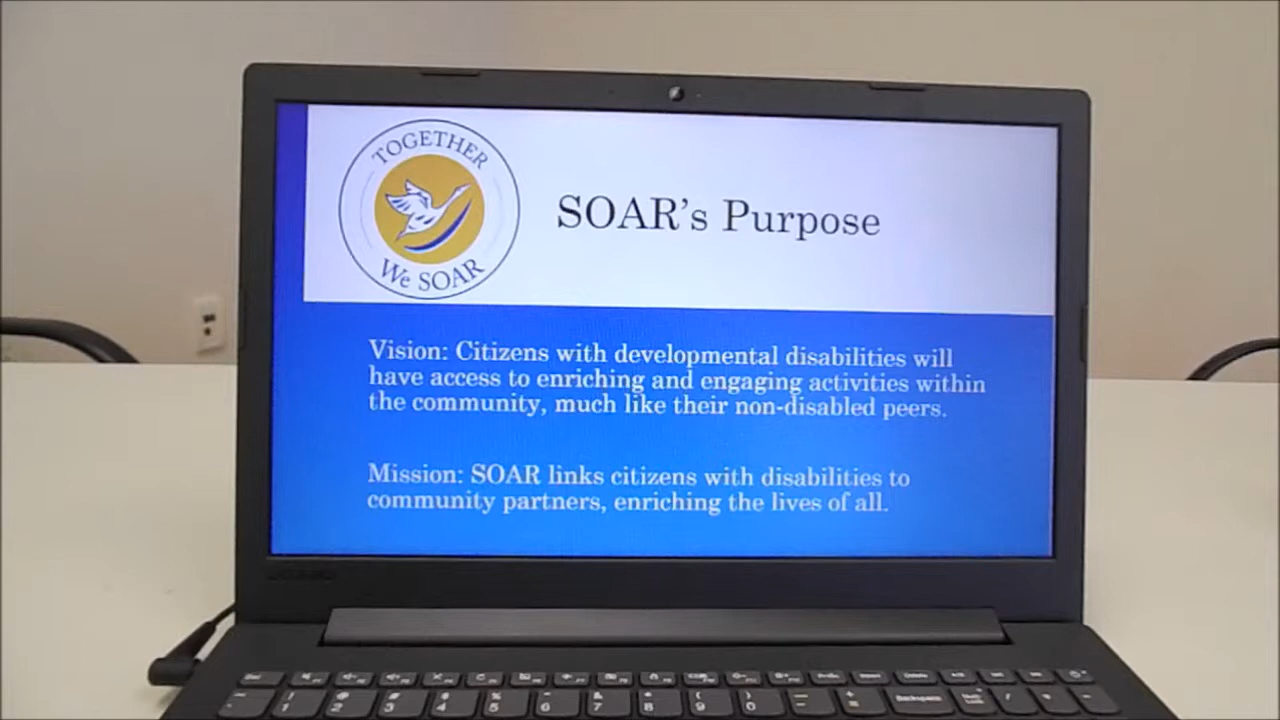 TOGETHER
We SOAR
SOAR's Purpose
Vision: Citizens with developmental disabilities will
have access to enriching and engaging activities within
the community, much like their non-disabled peers.
Mission: SOAR links citizens with disabilities to
community partners, enriching the lives of all.
Backspace